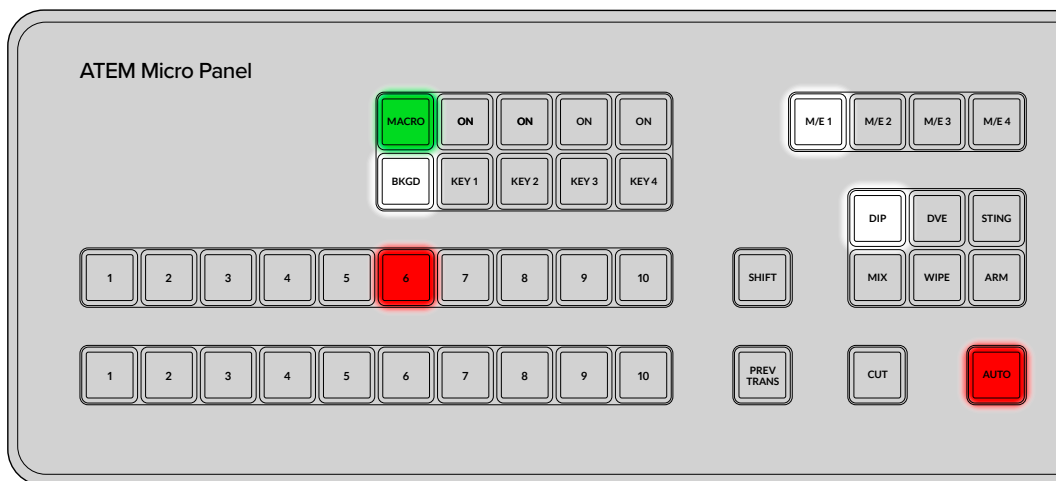 ATEM Micro Panel
MACRO ON ON ON ON
M/E 1 M/E 2 M/E 3 M/E 4
BKGD KEY 1 KEY 2 KEY 3 KEY 4
DIP DVE STING
1 2 3 4 5 6 7 8 9 10
SHIFT
MIX WIPE ARM
1 2 3 4 5 6 7 8 9 10
PREV
TRANS
CUT
AUTO